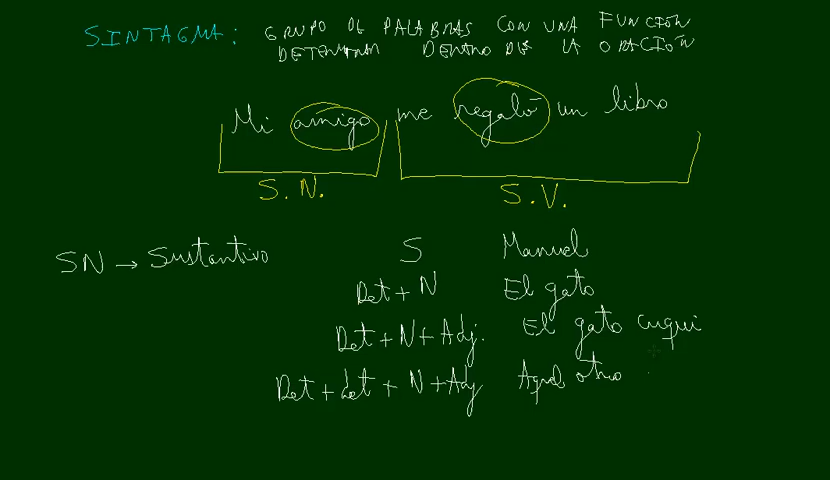 SINTAGMA: GRUPO DE PALABRAS CON UNA FUNCIÓN
DENTRO DE LA ORACIÓN
Mi amigo me regaló un libro
S.N. S.V.
SN → Sustantivo S Manuel
Det + N El gato
Det + N + Adj. El gato cuqui
Det + Det + N + Adj Aquel otro